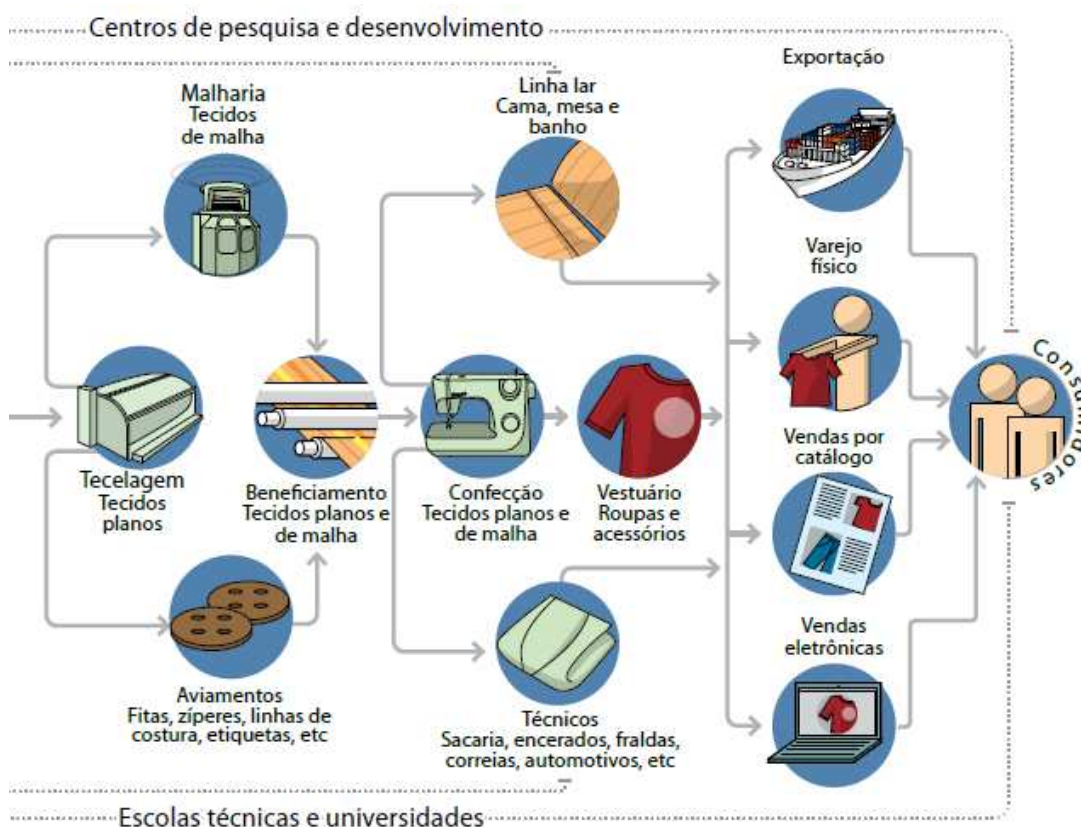 Centros de pesquisa e desenvolvimento
Exportação
Malharia
Tecidos
de malha
Linha lar
Cama, mesa e
banho
Varejo
físico
Consumidores
Tecelagem
Tecidos
planos
Beneficiamento
Tecidos planos e
de malha
Confecção
Tecidos planos e
de malha
Vestuário
Roupas e
acessórios
Vendas por
catálogo
Aviamentos
Fitas, zíperes, linhas de
costura, etiquetas, etc
Técnicos
Sacaria, encerados, fraldas,
correias, automotivos, etc
Vendas
eletrônicas
Escolas técnicas e universidades